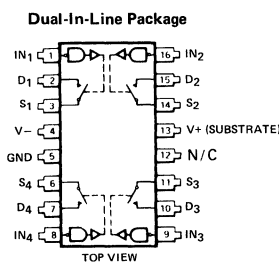 Dual-In-Line Package
IN1 1 16 IN2
D1 2 15 D2
S1 3 14 S2
V− 4 13 V+ (SUBSTRATE)
GND 5 12 N/C
S4 6 11 S3
D4 7 10 D3
IN4 8 9 IN3
TOP VIEW